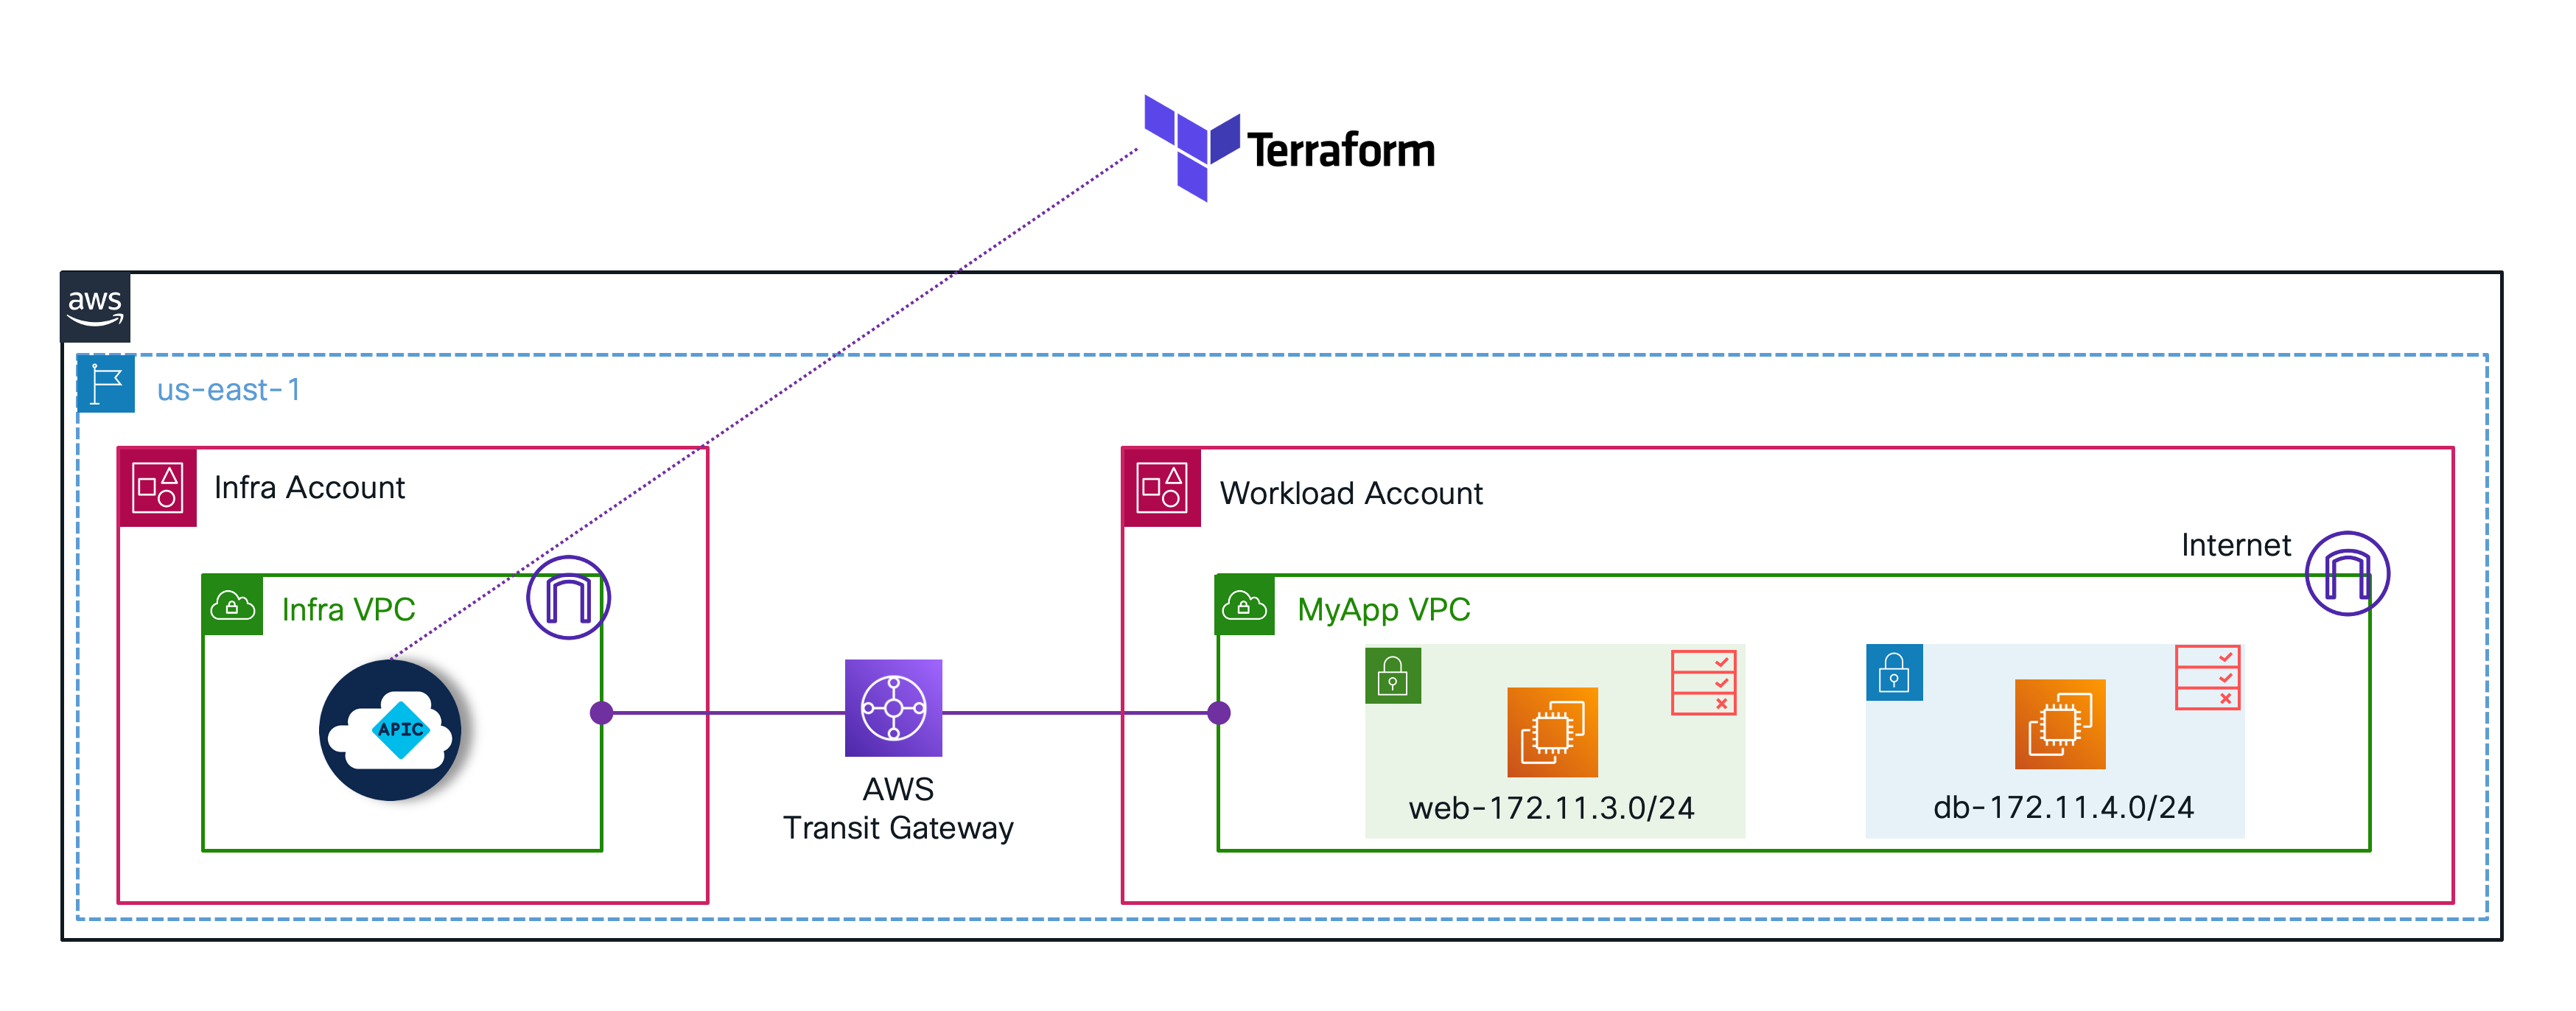 Terraform
aws
us-east-1
Infra Account
Workload Account
Internet
Infra VPC
MyApp VPC
APIC
AWS
Transit Gateway
web-172.11.3.0/24
db-172.11.4.0/24